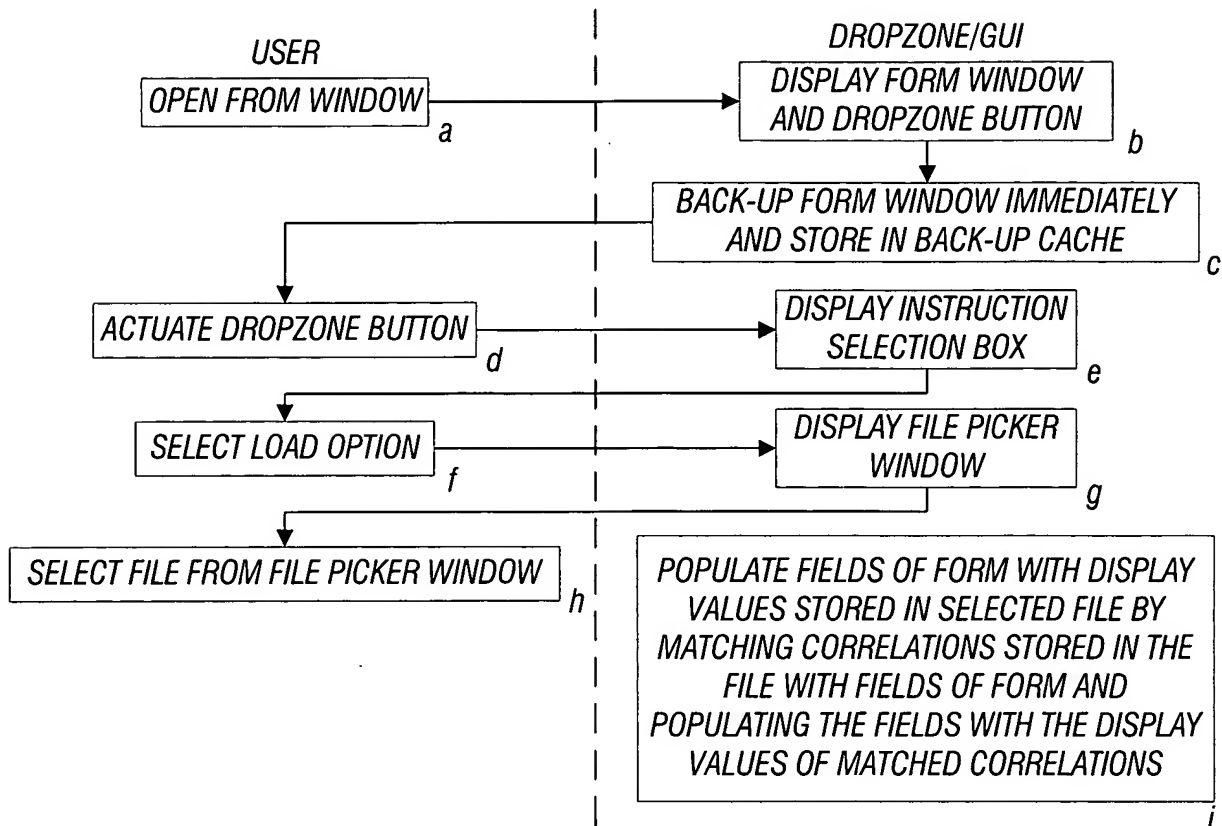 USER
DROPZONE/GUI
OPEN FROM WINDOW
a
DISPLAY FORM WINDOW
AND DROPZONE BUTTON
b
BACK-UP FORM WINDOW IMMEDIATELY
AND STORE IN BACK-UP CACHE
c
ACTUATE DROPZONE BUTTON
d
DISPLAY INSTRUCTION
SELECTION BOX
e
SELECT LOAD OPTION
f
DISPLAY FILE PICKER
WINDOW
g
SELECT FILE FROM FILE PICKER WINDOW
h
POPULATE FIELDS OF FORM WITH DISPLAY
VALUES STORED IN SELECTED FILE BY
MATCHING CORRELATIONS STORED IN THE
FILE WITH FIELDS OF FORM AND
POPULATING THE FIELDS WITH THE DISPLAY
VALUES OF MATCHED CORRELATIONS
i